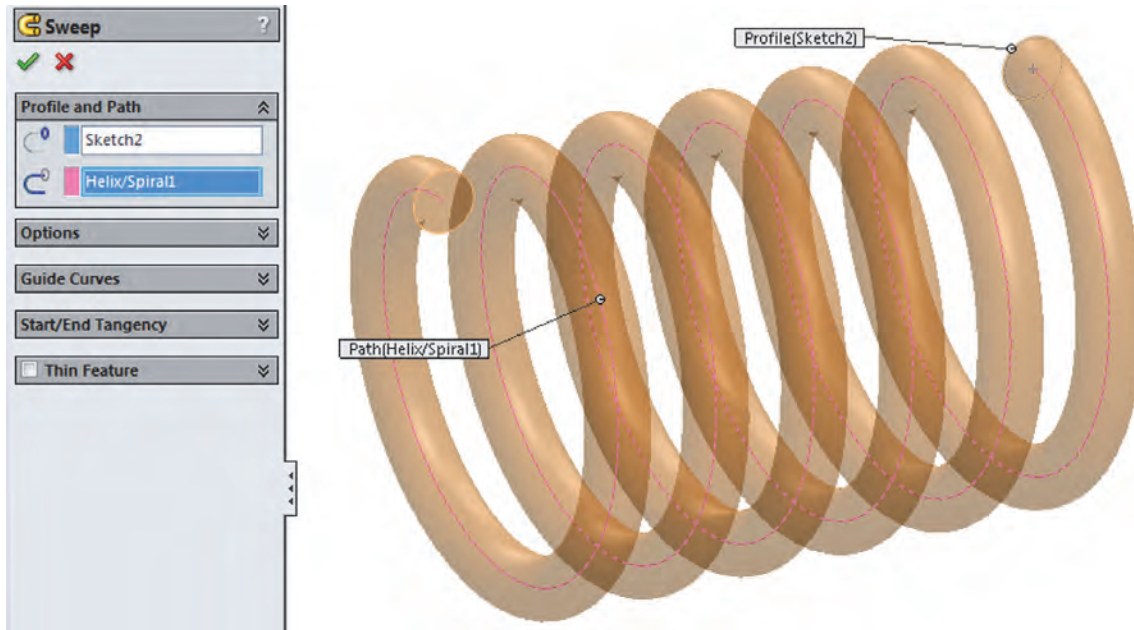 Sweep ?
Profile and Path
Sketch2
Helix/Spiral1
Options
Guide Curves
Start/End Tangency
Thin Feature
Profile(Sketch2)
Path(Helix/Spiral1)